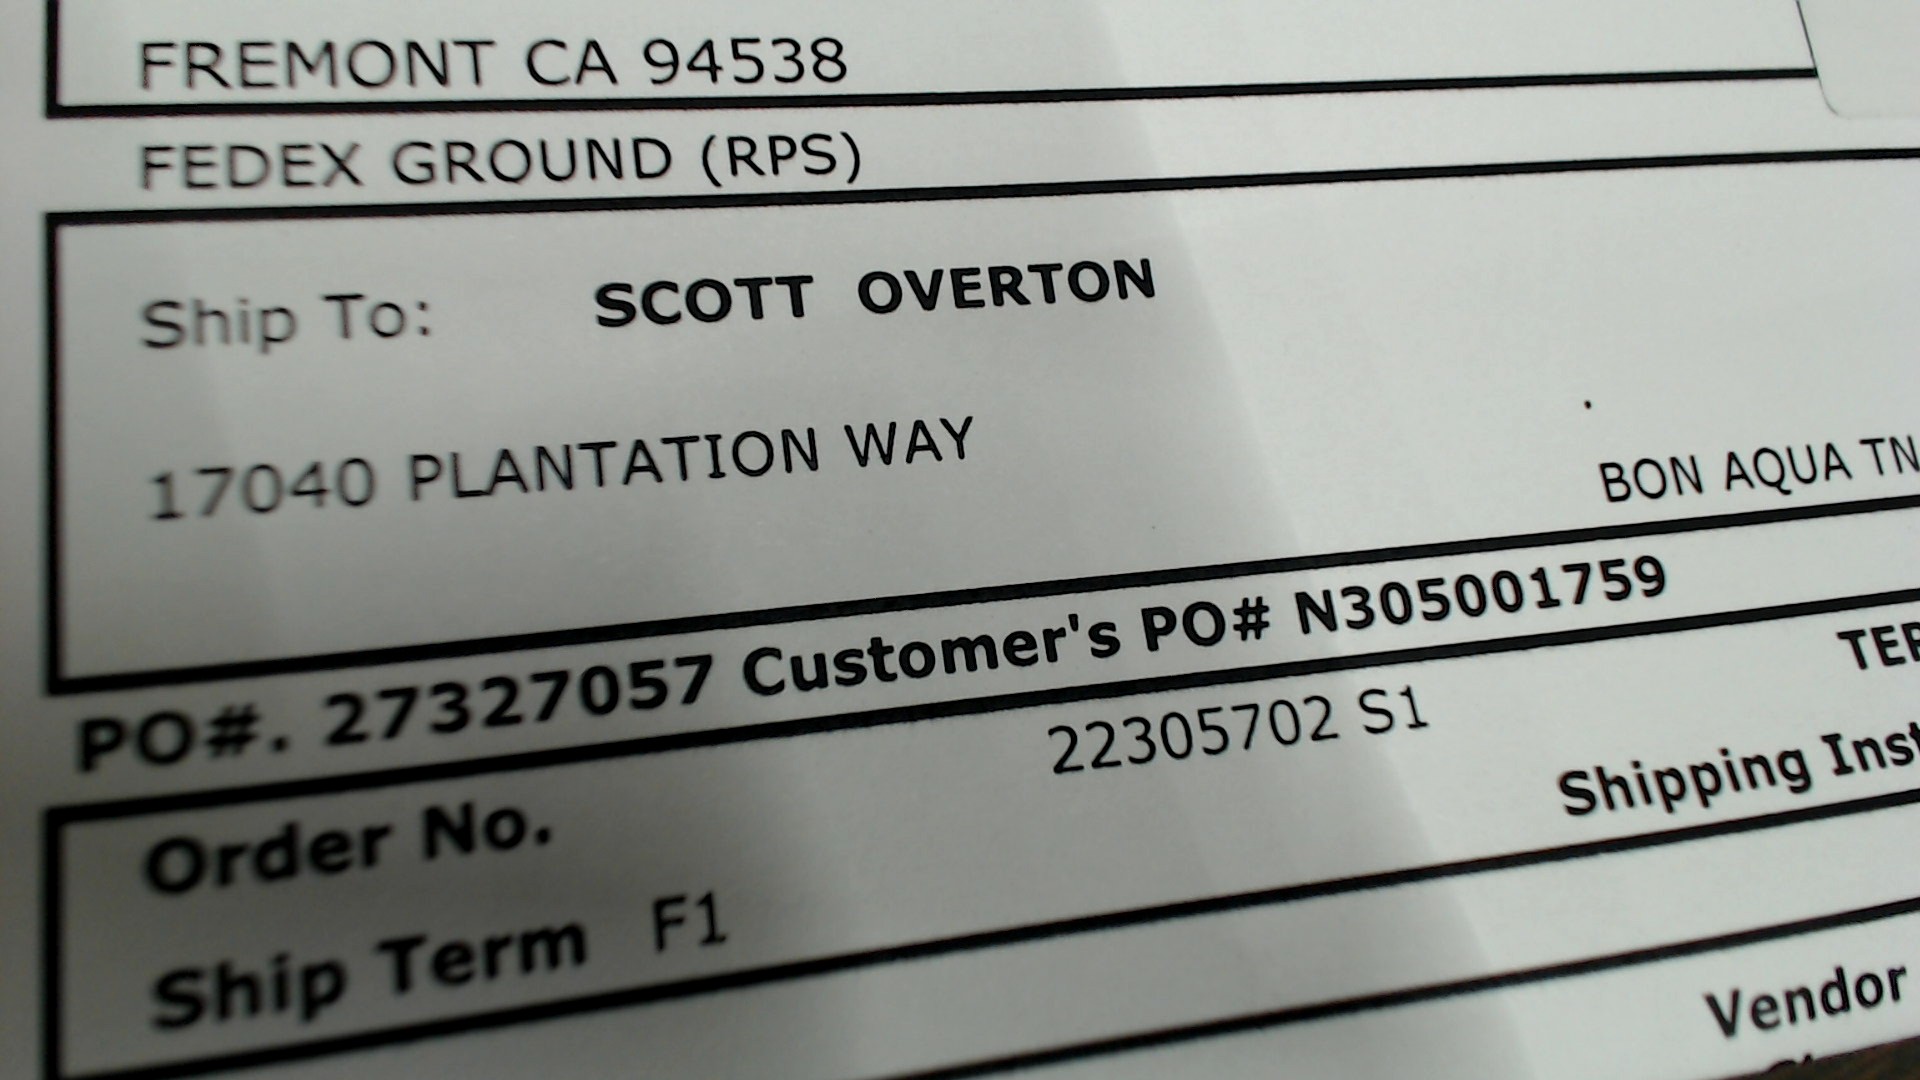 FREMONT CA 94538
FEDEX GROUND (RPS)
Ship To: SCOTT OVERTON
17040 PLANTATION WAY
BON AQUA TN
PO#. 27327057 Customer's PO# N305001759
Order No. 22305702 S1
Ship Term F1
Shipping
Vendor